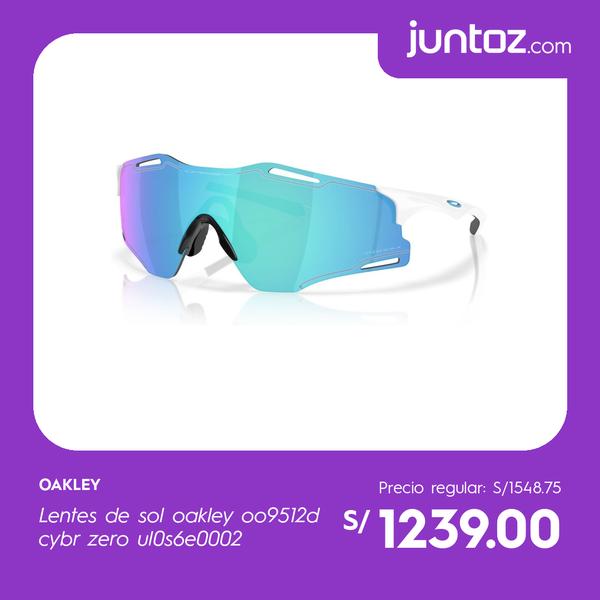 juntoz.com
OAKLEY
Lentes de sol oakley oo9512d
cybr zero ul0s6e0002
Precio regular: S/1548.75
S/1239.00